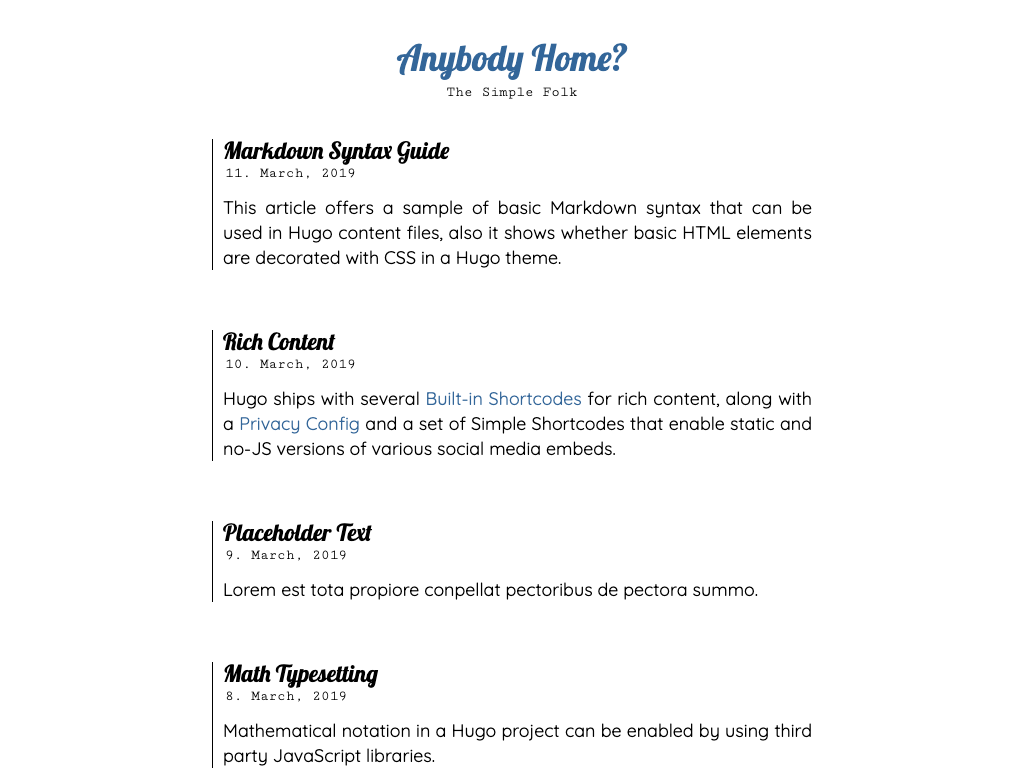 Anybody Home?
The Simple Folk
Markdown Syntax Guide
11. March, 2019
This article offers a sample of basic Markdown syntax that can be
used in Hugo content files, also it shows whether basic HTML elements
are decorated with CSS in a Hugo theme.
Rich Content
10. March, 2019
Hugo ships with several Built-in Shortcodes for rich content, along with
a Privacy Config and a set of Simple Shortcodes that enable static and
no-JS versions of various social media embeds.
Placeholder Text
9. March, 2019
Lorem est tota propiore conpellat pectoribus de pectora summo.
Math Typesetting
8. March, 2019
Mathematical notation in a Hugo project can be enabled by using third
party JavaScript libraries.